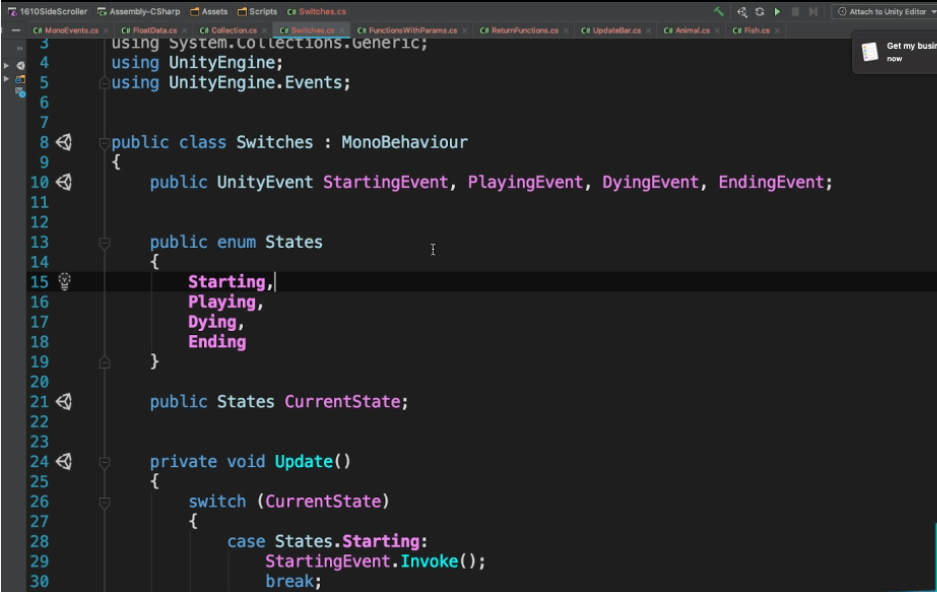 1610SideScroller Assembly-CSharp Assets Scripts C# Switches.cs Attach to Unity Editor
C# MonoEvents.cs × C# FloatData.cs × C# Collection.cs × C# Switches.cs × C# FunctionsWithParams.cs × C# ReturnFunctions.cs × C# UpdateBar.cs × C# Animal.cs × C# Fish.cs ×
Get my busi
now
3 using System.Collections.Generic;
4 using UnityEngine;
5 using UnityEngine.Events;
6
7
8 public class Switches : MonoBehaviour
9 {
10 public UnityEvent StartingEvent, PlayingEvent, DyingEvent, EndingEvent;
11
12
13 public enum States
14 {
15 Starting,
16 Playing,
17 Dying,
18 Ending
19 }
20
21 public States CurrentState;
22
23
24 private void Update()
25 {
26 switch (CurrentState)
27 {
28 case States.Starting:
29 StartingEvent.Invoke();
30 break;